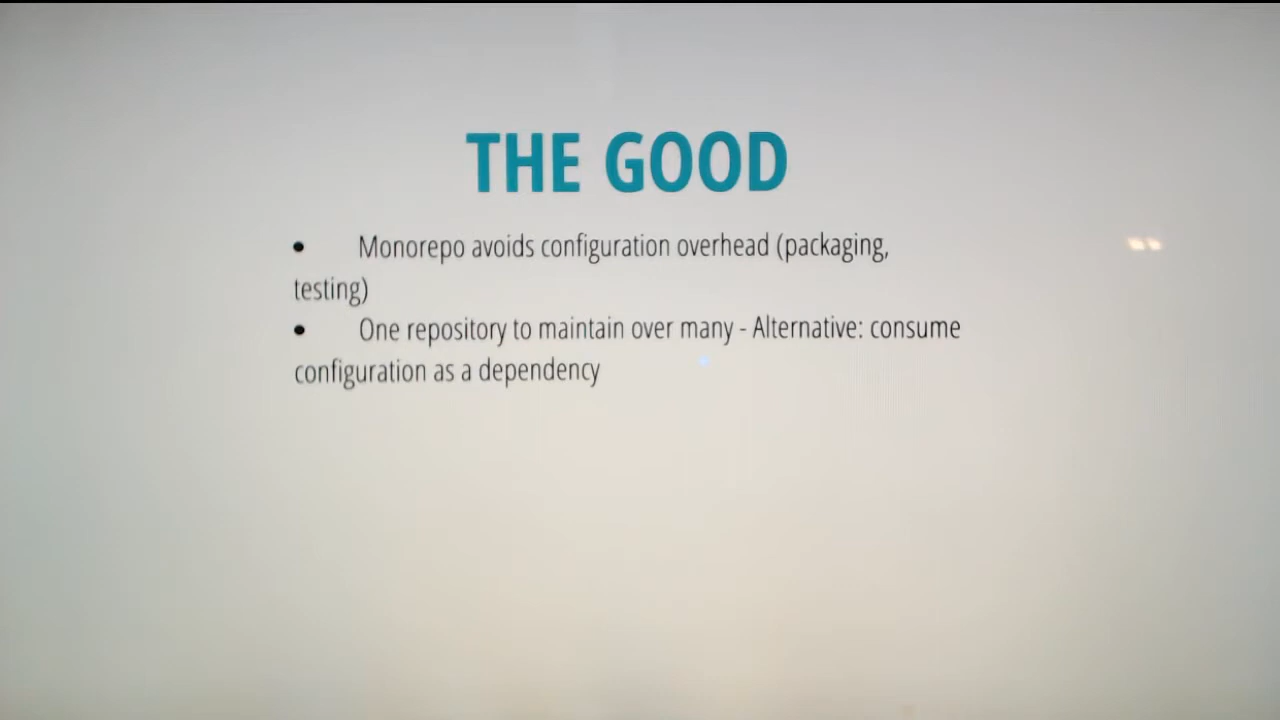 THE GOOD
• Monorepo avoids configuration overhead (packaging,
testing)
• One repository to maintain over many - Alternative: consume
configuration as a dependency